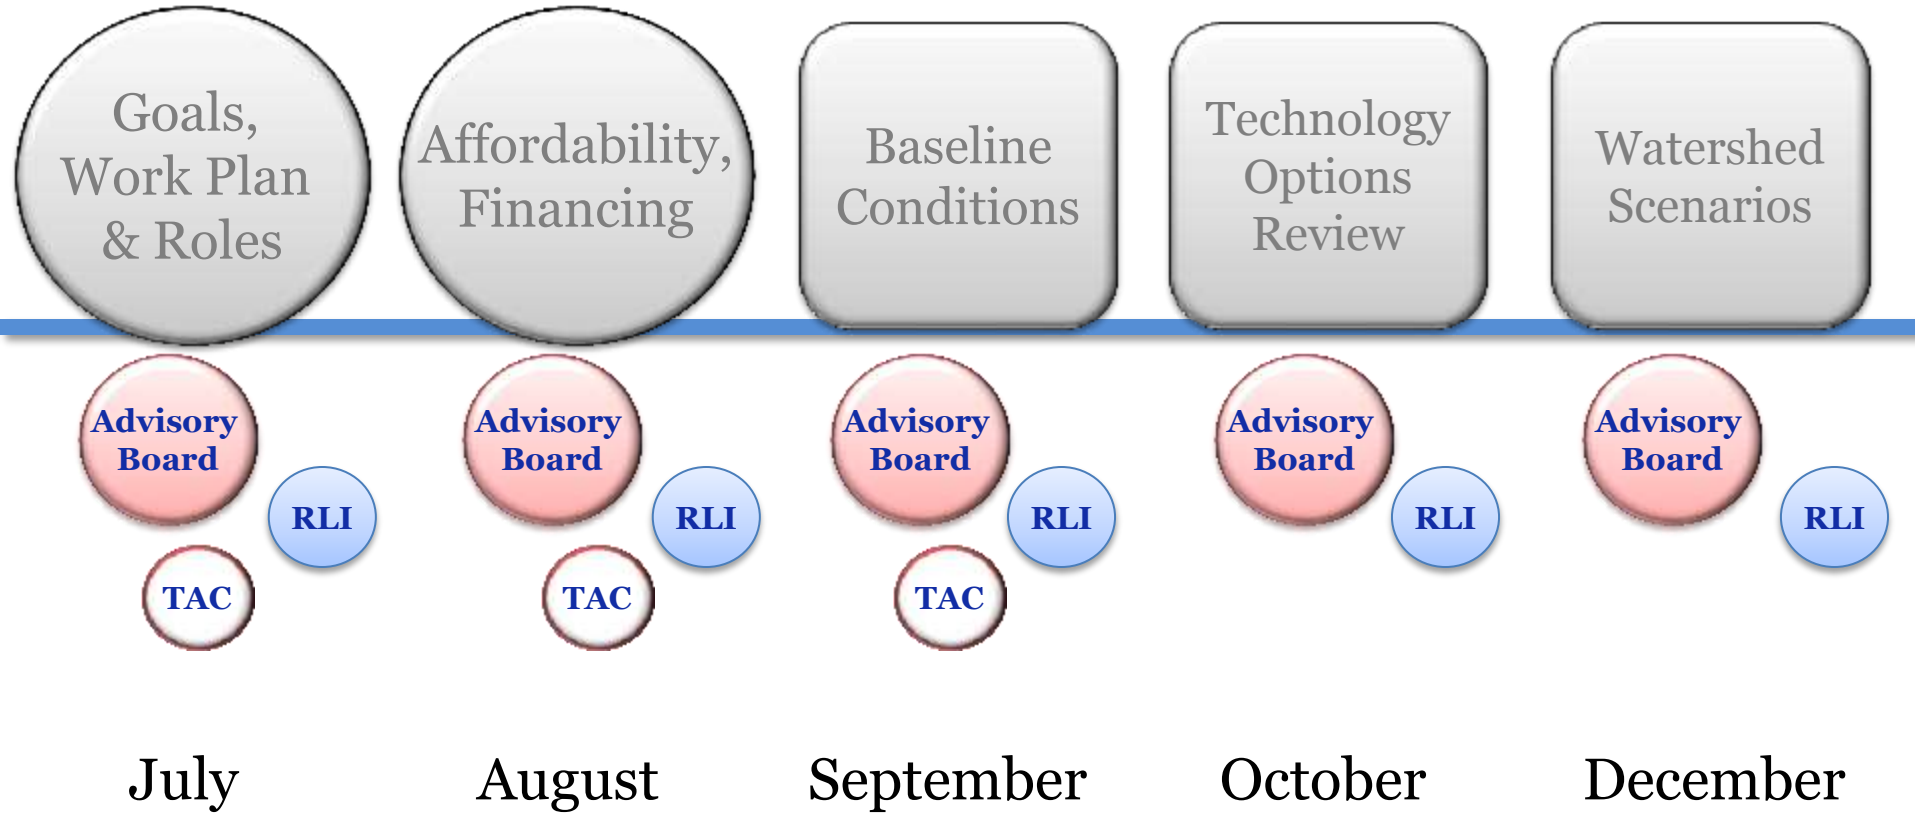 Goals,
Work Plan
& Roles
Affordability,
Financing
Baseline
Conditions
Technology
Options
Review
Watershed
Scenarios
Advisory
Board
RLI
TAC
Advisory
Board
RLI
TAC
Advisory
Board
RLI
TAC
Advisory
Board
RLI
Advisory
Board
RLI
July
August
September
October
December